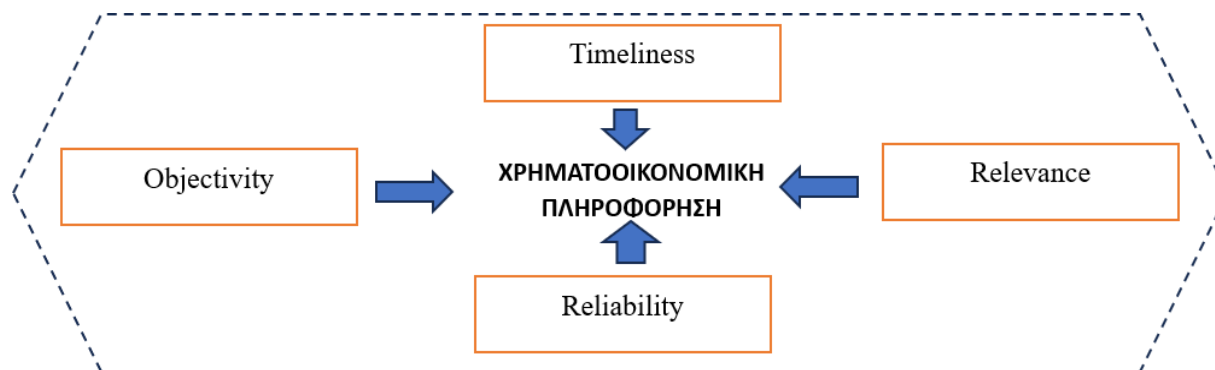 Timeliness
Objectivity
ΧΡΗΜΑΤΟΟΙΚΟΝΟΜΙΚΗ
ΠΛΗΡΟΦΟΡΗΣΗ
Relevance
Reliability